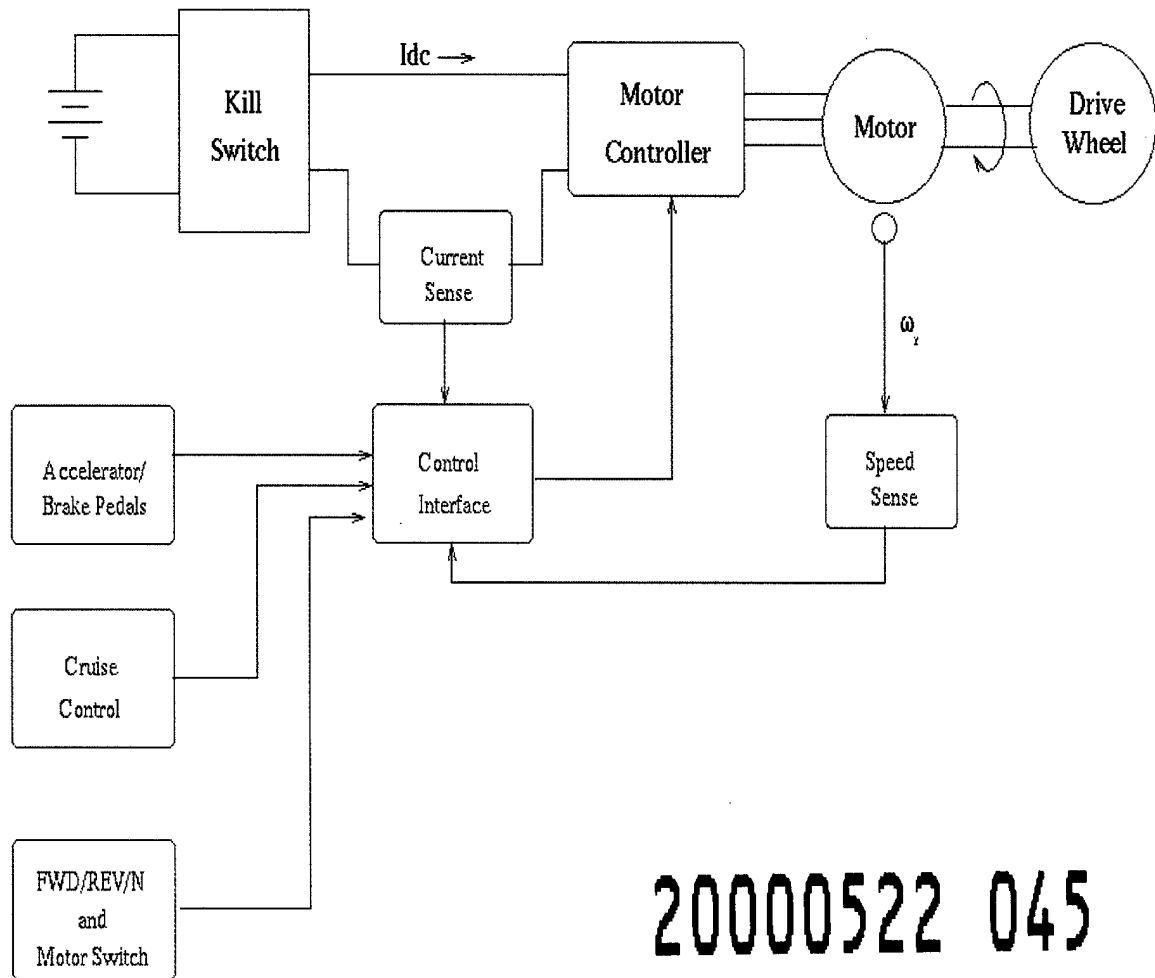 Idc
Kill
Switch
Motor
Controller
Motor
Drive
Wheel
Current
Sense
ω_r
Accelerator/
Brake Pedals
Control
Interface
Speed
Sense
Cruise
Control
FWD/REV/N
and
Motor Switch
20000522 045